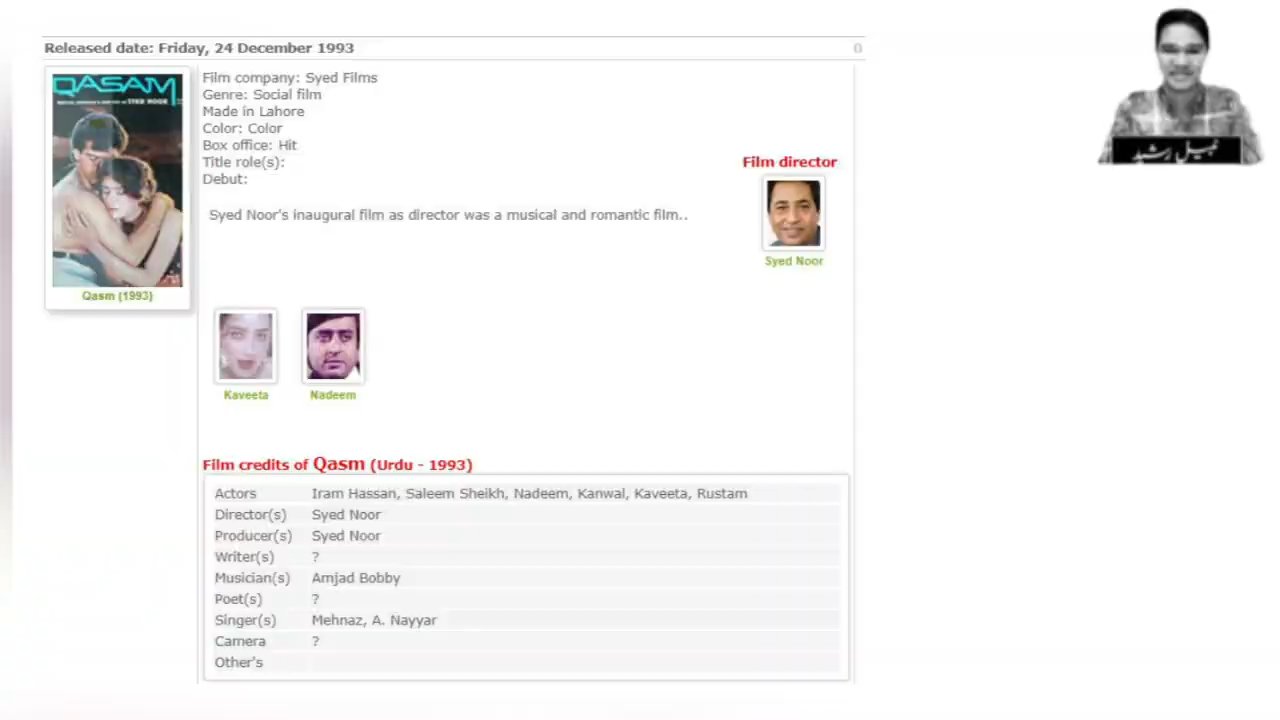 Released date: Friday, 24 December 1993
0
QASAM
SYED NOOR
Qasm (1993)
Film company: Syed Films
Genre: Social film
Made in Lahore
Color: Color
Box office: Hit
Title role(s):
Debut:
Syed Noor's inaugural film as director was a musical and romantic film..
Film director
Syed Noor
نبیل رشید
Kaveeta
Nadeem
Film credits of Qasm (Urdu - 1993)
Actors Iram Hassan, Saleem Sheikh, Nadeem, Kanwal, Kaveeta, Rustam
Director(s) Syed Noor
Producer(s) Syed Noor
Writer(s) ?
Musician(s) Amjad Bobby
Poet(s) ?
Singer(s) Mehnaz, A. Nayyar
Camera ?
Other's